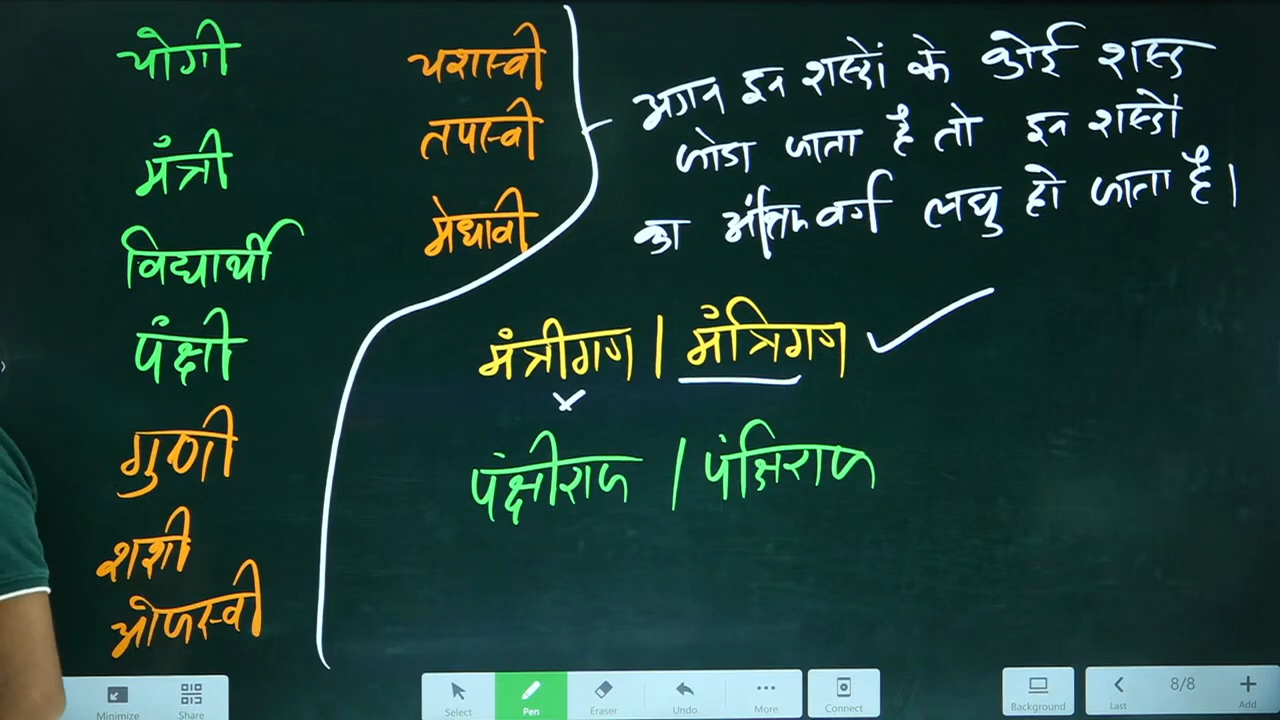 योगी
मंत्री
विद्यार्थी
पंक्षी
गुणी
शशी
ओजस्वी
यशस्वी
तपस्वी
मेधावी
अगर इन शब्दों के कोई शब्द
जोडा जाता है तो इन शब्दों
का अंतिम वर्ण लघु हो जाता है।
मंत्रीगण | मंत्रिगण ✓
×
पंक्षीराज / पंक्षिराज
Minimize
Share
Select
Pen
Eraser
Undo
More
Connect
Background
Last
8/8
Add